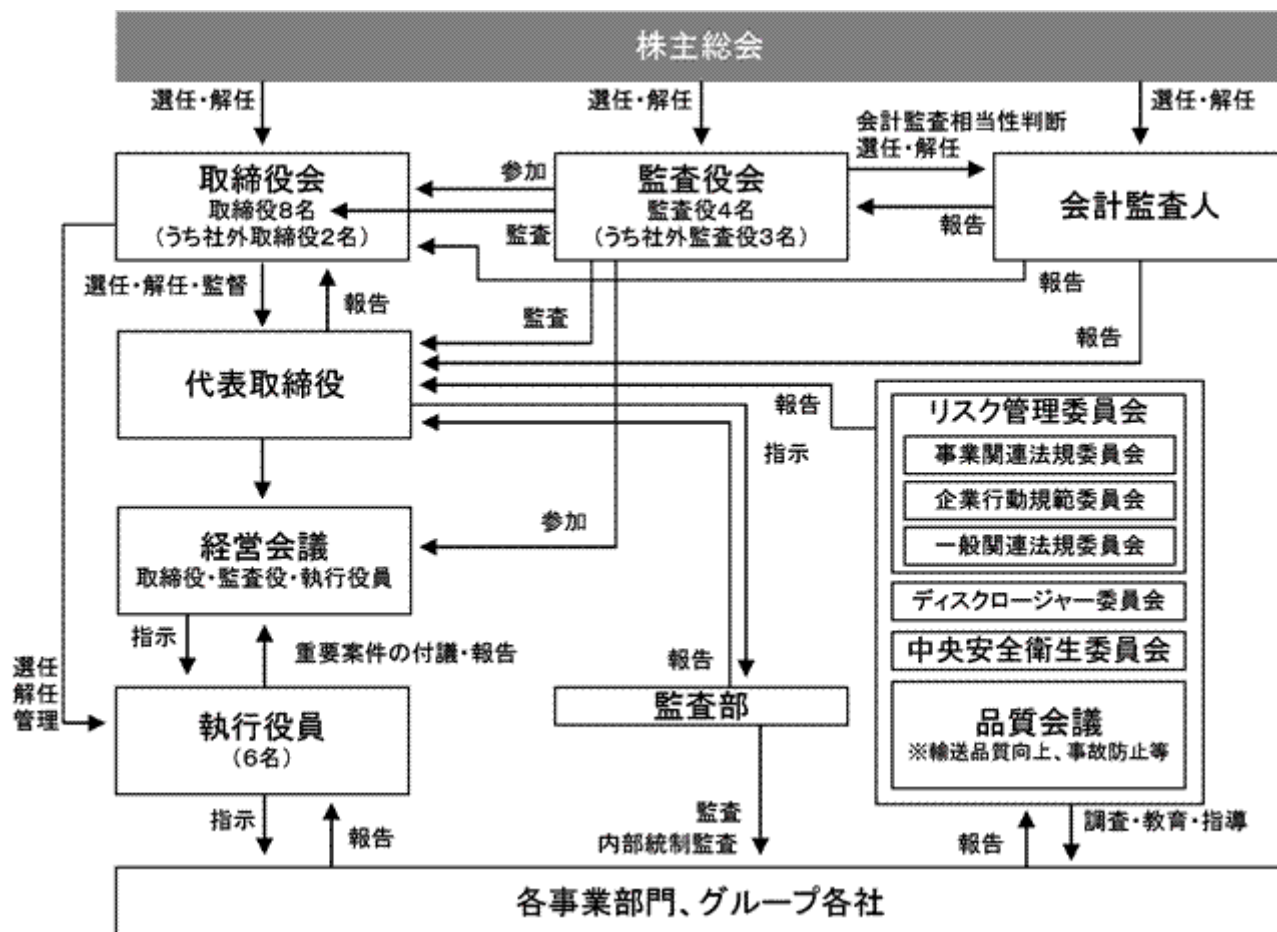 株主総会
選任・解任
選任・解任
選任・解任
会計監査相当性判断
選任・解任
取締役会
取締役8名
(うち社外取締役2名)
参加
監査
監査役会
監査役4名
(うち社外監査役3名)
報告
会計監査人
選任・解任・監督
報告
監査
報告
報告
代表取締役
報告
指示
リスク管理委員会
事業関連法規委員会
企業行動規範委員会
一般関連法規委員会
ディスクロージャー委員会
中央安全衛生委員会
品質会議
※輸送品質向上、事故防止等
経営会議
取締役・監査役・執行役員
参加
指示
重要案件の付議・報告
報告
選任
解任
管理
執行役員
(6名)
監査部
指示
報告
監査
内部統制監査
報告
調査・教育・指導
各事業部門、グループ各社